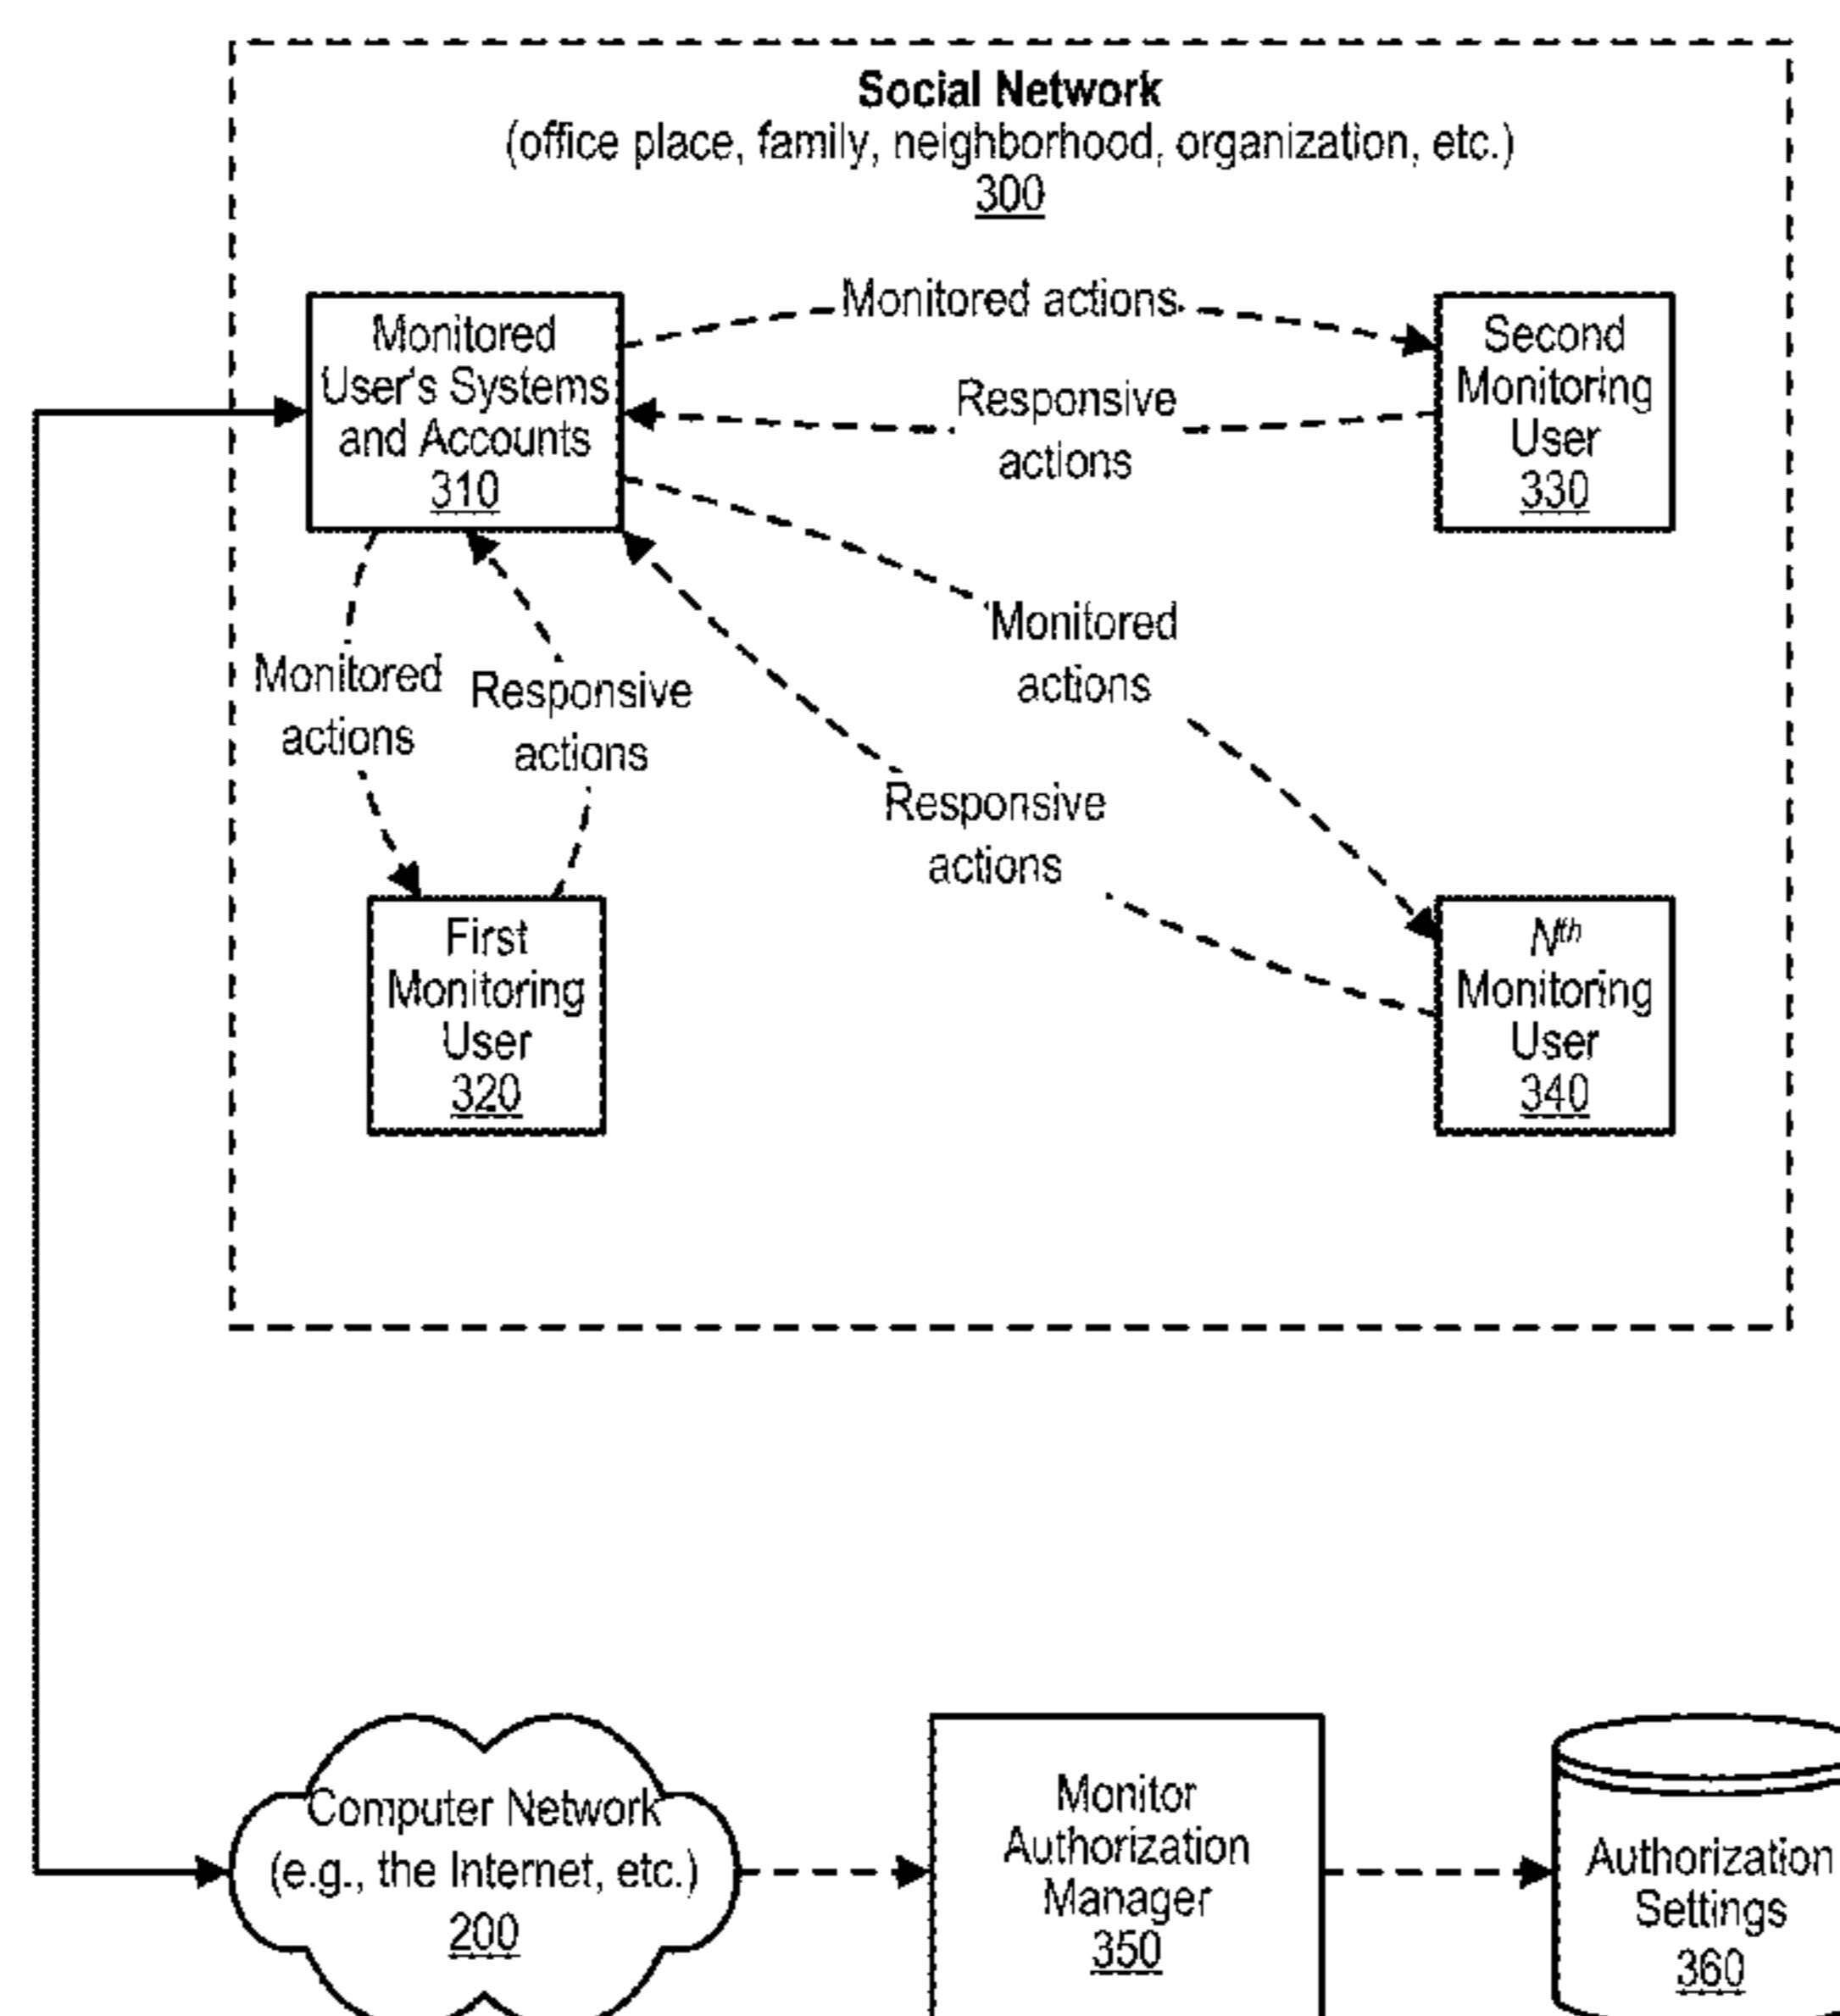 Social Network
(office place, family, neighborhood, organization, etc.)
300
Monitored
User's Systems
and Accounts
310
Monitored actions
Responsive
actions
Second
Monitoring
User
330
Monitored
actions
Responsive
actions
Monitored
actions
Responsive
actions
First
Monitoring
User
320
Nth
Monitoring
User
340
Computer Network
(e.g., the Internet, etc.)
200
Monitor
Authorization
Manager
350
Authorization
Settings
360